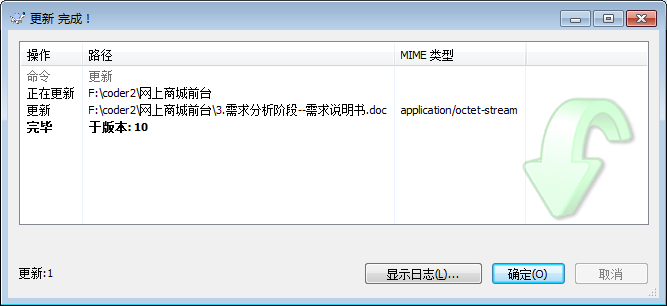 更新 完成！
操作 路径 MIME 类型
命令 更新
正在更新 F:\coder2\网上商城前台
更新 F:\coder2\网上商城前台\3.需求分析阶段--需求说明书.doc application/octet-stream
完毕 于版本: 10
更新:1 显示日志(L)... 确定(O) 取消